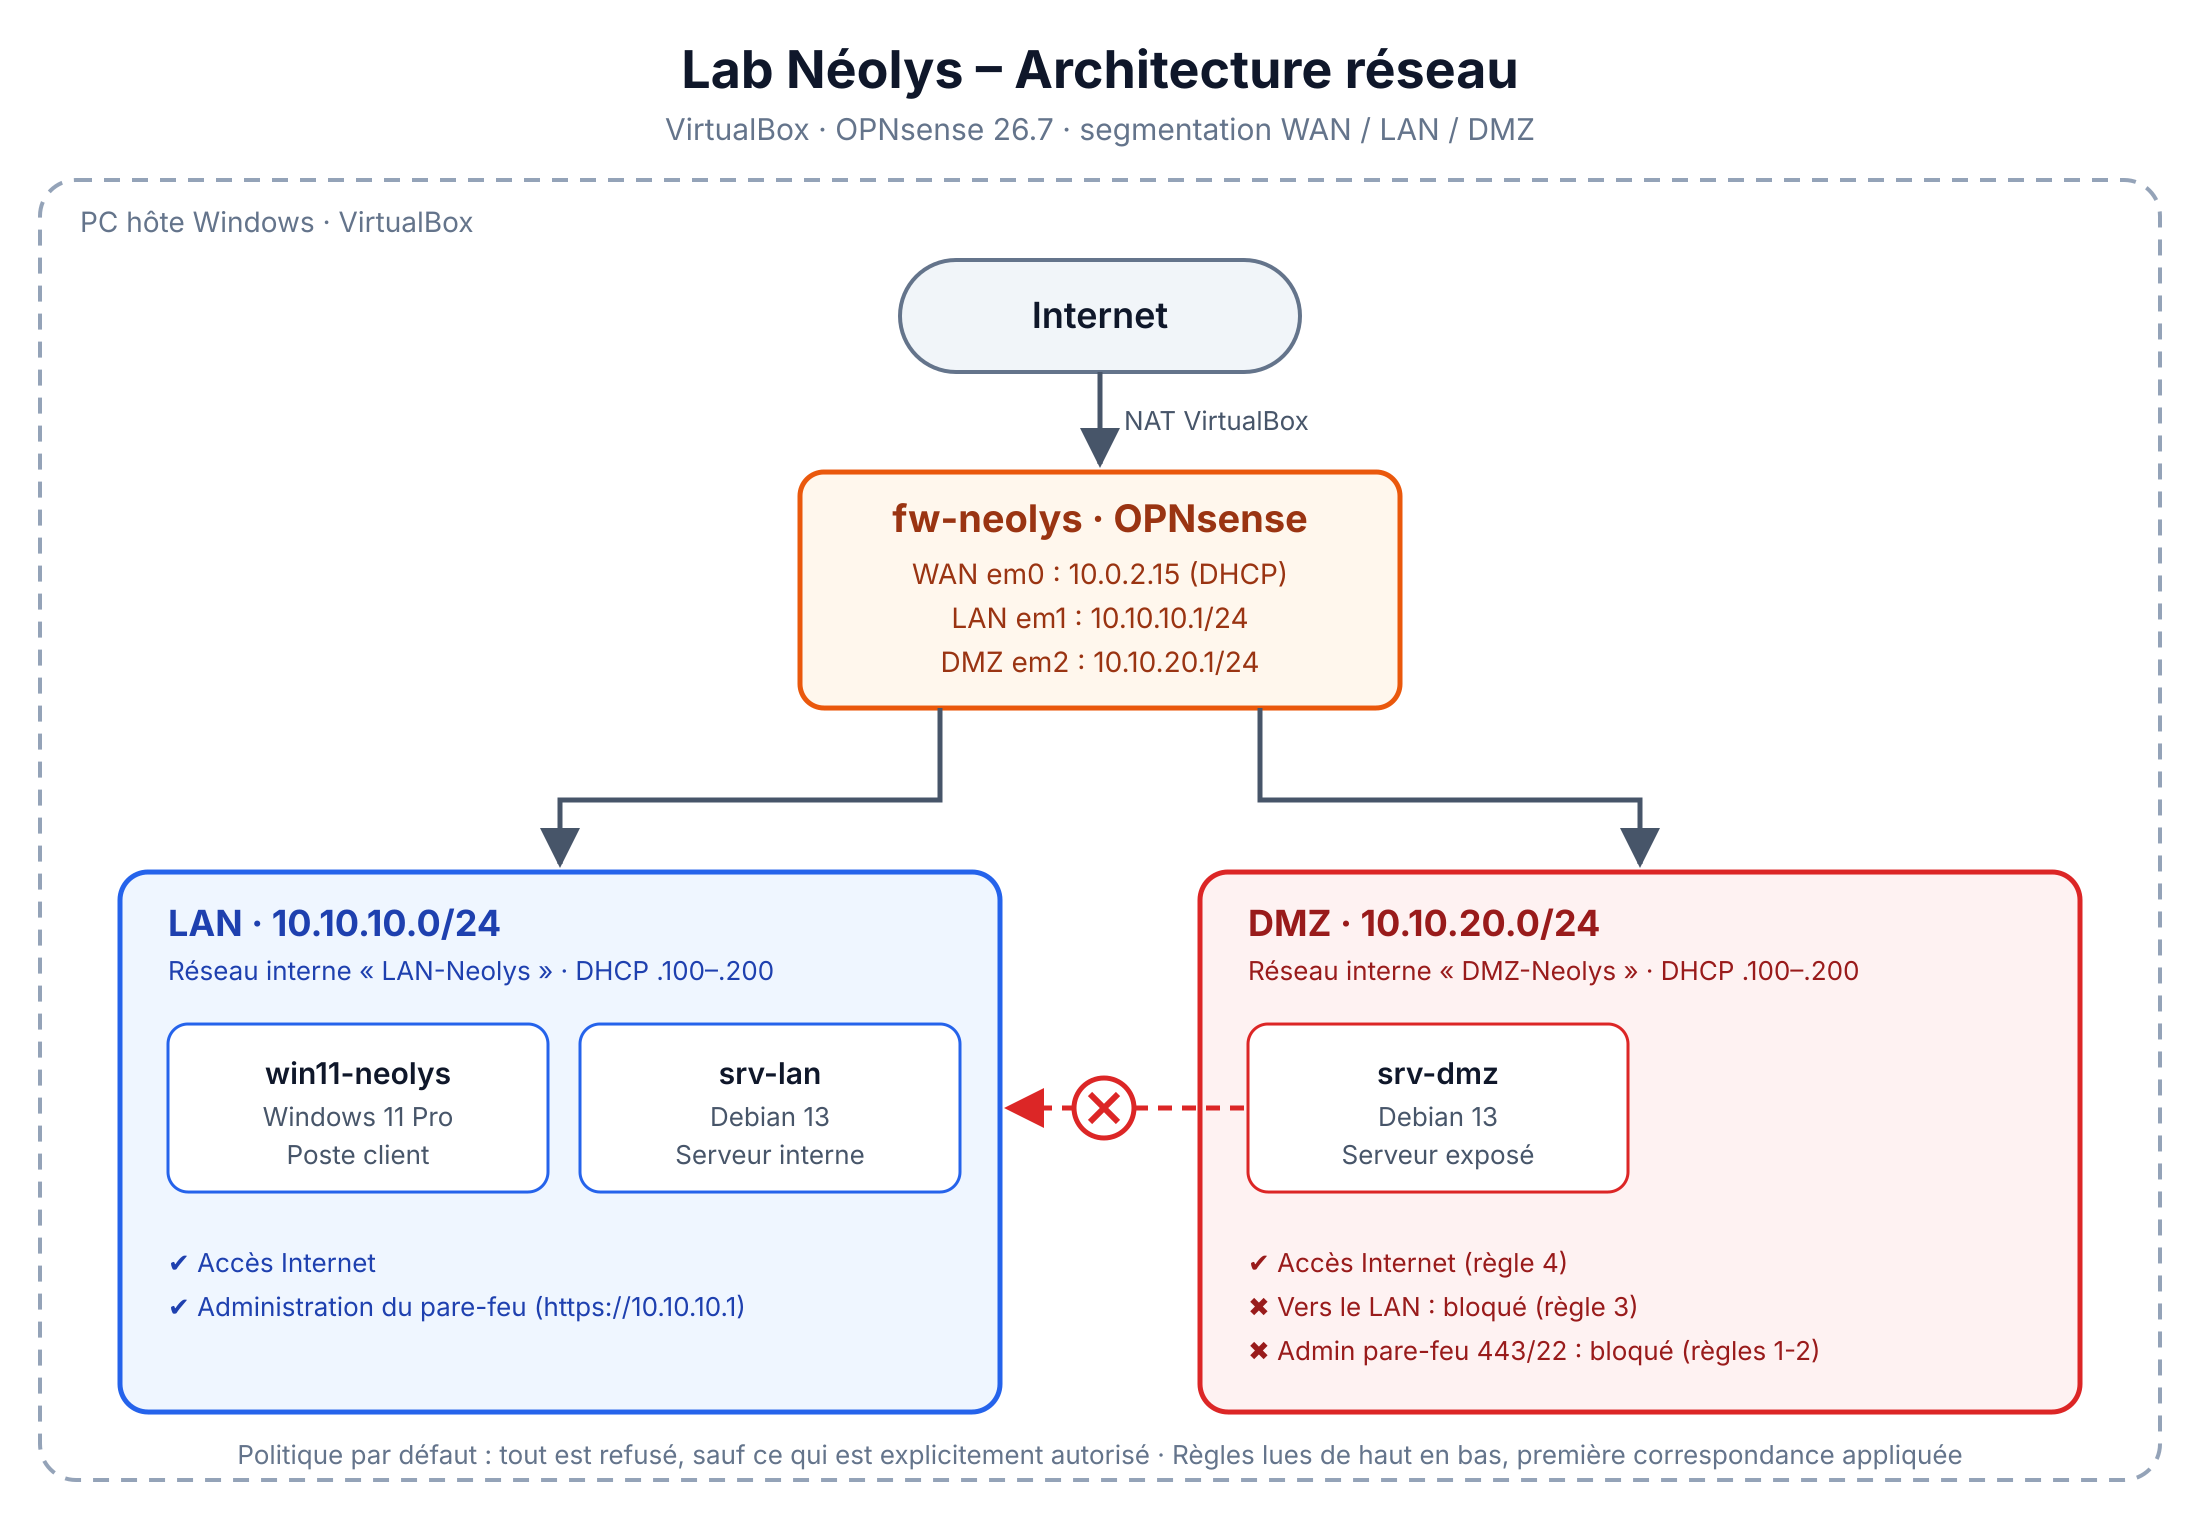 Lab Néolys – Architecture réseau
VirtualBox · OPNsense 26.7 · segmentation WAN / LAN / DMZ
PC hôte Windows · VirtualBox
Internet
NAT VirtualBox
fw-neolys · OPNsense
WAN em0 : 10.0.2.15 (DHCP)
LAN em1 : 10.10.10.1/24
DMZ em2 : 10.10.20.1/24
LAN · 10.10.10.0/24
Réseau interne « LAN-Neolys » · DHCP .100–.200
win11-neolys
Windows 11 Pro
Poste client
srv-lan
Debian 13
Serveur interne
✔ Accès Internet
✔ Administration du pare-feu (https://10.10.10.1)
DMZ · 10.10.20.0/24
Réseau interne « DMZ-Neolys » · DHCP .100–.200
srv-dmz
Debian 13
Serveur exposé
✔ Accès Internet (règle 4)
✖ Vers le LAN : bloqué (règle 3)
✖ Admin pare-feu 443/22 : bloqué (règles 1-2)
Politique par défaut : tout est refusé, sauf ce qui est explicitement autorisé · Règles lues de haut en bas, première correspondance appliquée